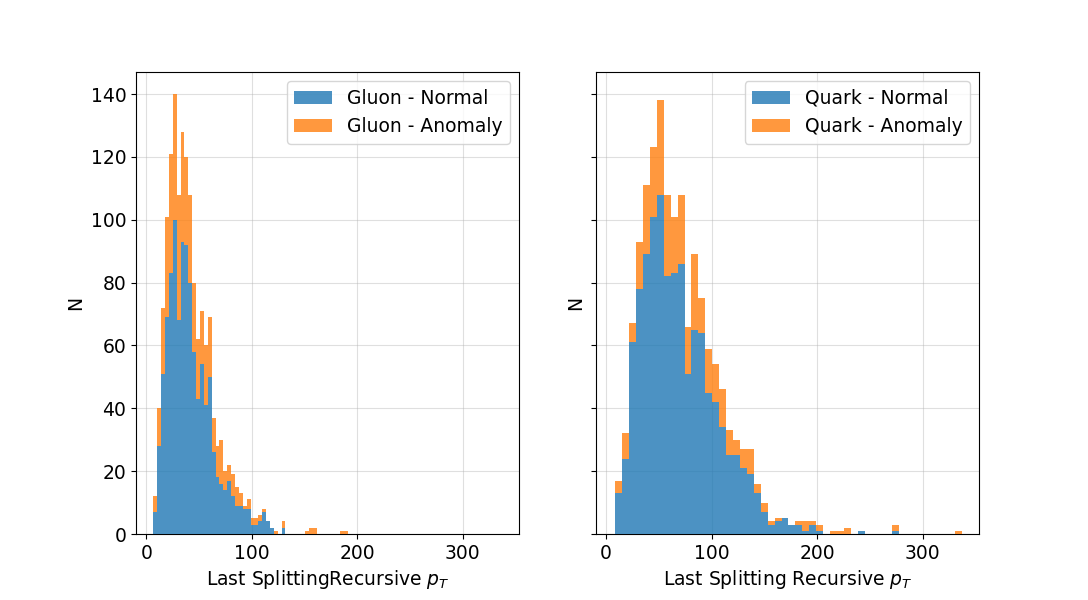 Gluon - Normal
Gluon - Anomaly
N
140
120
100
80
60
40
20
0
0 100 200 300
Last SplittingRecursive p_T
Quark - Normal
Quark - Anomaly
N
0 100 200 300
Last Splitting Recursive p_T